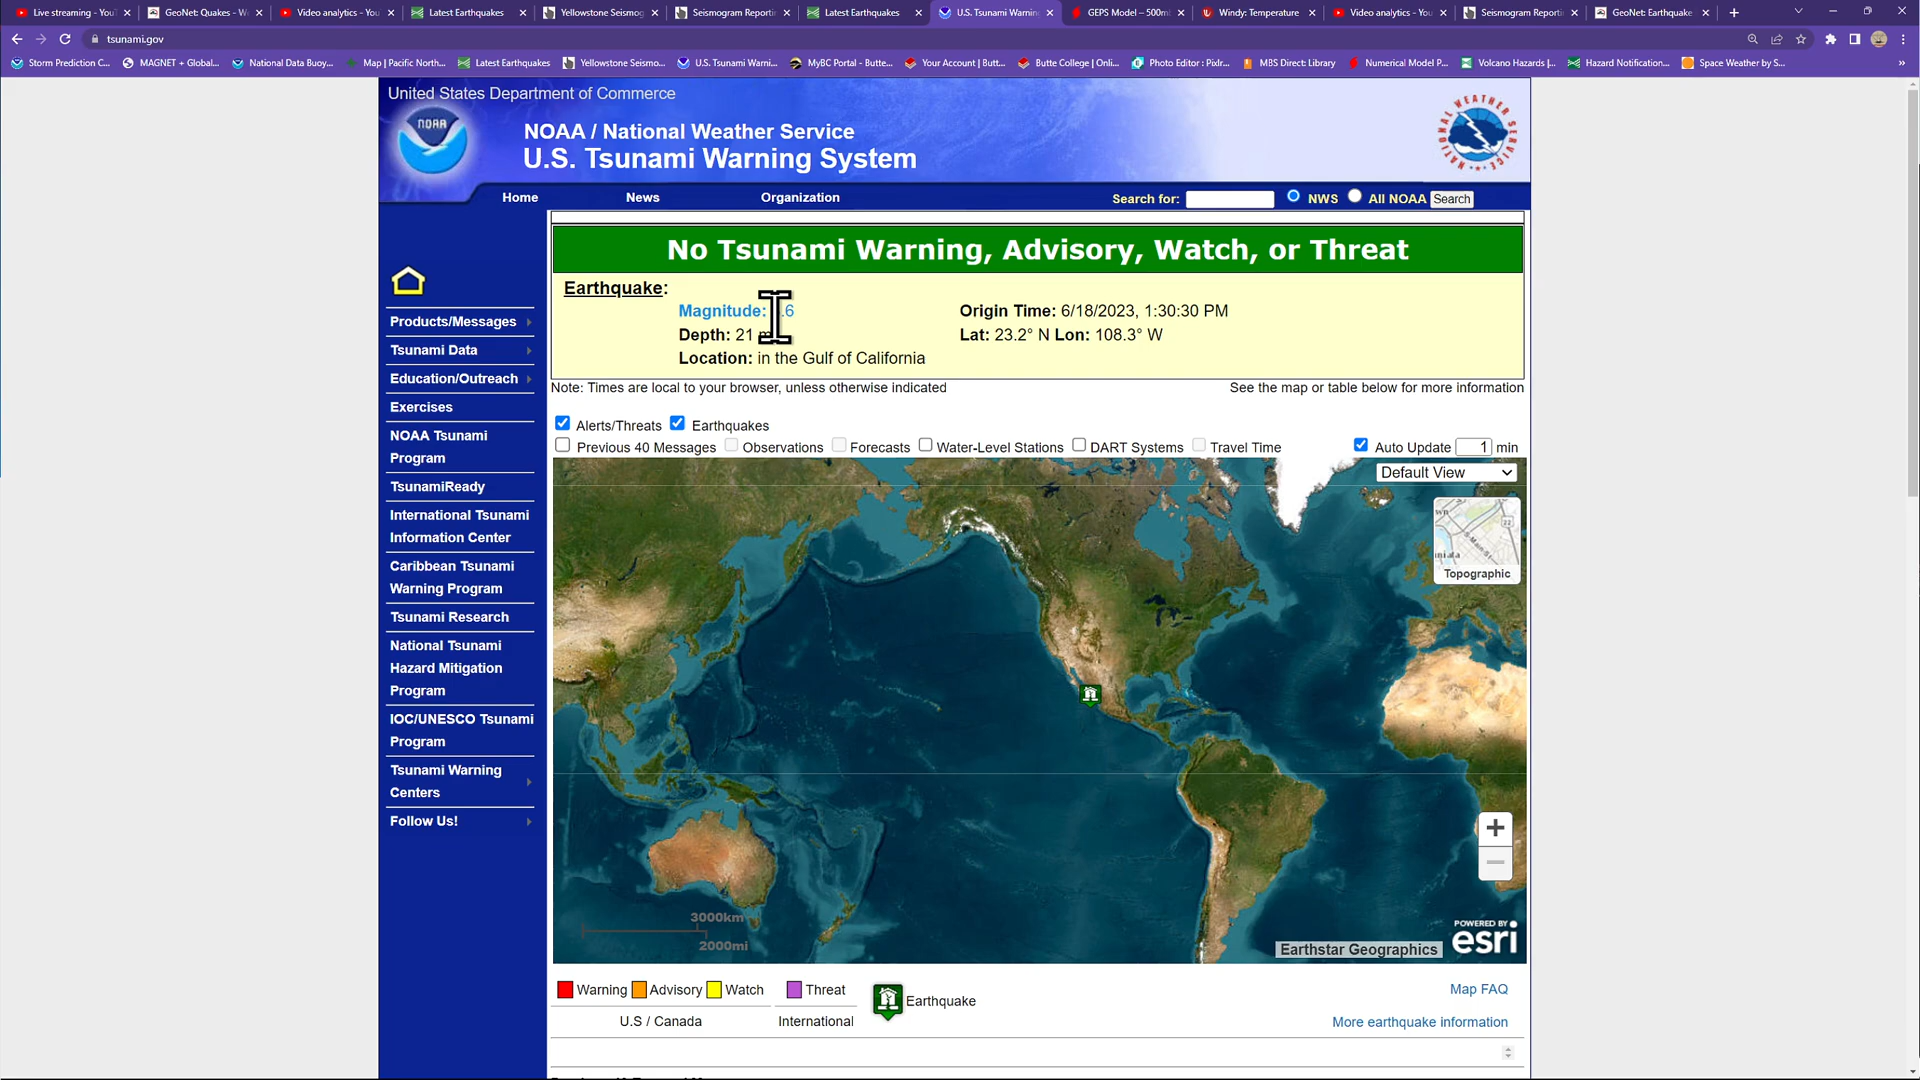 Live streaming - YouT
GeoNet: Quakes - W
Video analytics - You
Latest Earthquakes
Yellowstone Seismog
Seismogram Reporti
Latest Earthquakes
U.S. Tsunami Warnin
GEPS Model – 500m
Windy: Temperature
Video analytics - You
Seismogram Reporti
GeoNet: Earthquake
tsunami.gov
Storm Prediction C...
MAGNET + Global...
National Data Buoy...
Map | Pacific North...
Latest Earthquakes
Yellowstone Seismo...
U.S. Tsunami Warni...
MyBC Portal - Butte...
Your Account | Butt...
Butte College | Onli...
Photo Editor : Pixlr...
MBS Direct: Library
Numerical Model P...
Volcano Hazards |...
Hazard Notification...
Space Weather by S...
United States Department of Commerce
NOAA
NOAA / National Weather Service
U.S. Tsunami Warning System
NATIONAL WEATHER SERVICE
Home
News
Organization
Search for:
NWS
All NOAA
Search
No Tsunami Warning, Advisory, Watch, or Threat
Earthquake:
Magnitude: .6
Origin Time: 6/18/2023, 1:30:30 PM
Depth: 21
Lat: 23.2° N Lon: 108.3° W
Location: in the Gulf of California
Note: Times are local to your browser, unless otherwise indicated
See the map or table below for more information
Alerts/Threats
Earthquakes
Previous 40 Messages
Observations
Forecasts
Water-Level Stations
DART Systems
Travel Time
Auto Update
1
min
Default View
Topographic
Products/Messages
Tsunami Data
Education/Outreach
Exercises
NOAA Tsunami
Program
TsunamiReady
International Tsunami
Information Center
Caribbean Tsunami
Warning Program
Tsunami Research
National Tsunami
Hazard Mitigation
Program
IOC/UNESCO Tsunami
Program
Tsunami Warning
Centers
Follow Us!
3000km
2000mi
POWERED BY
esri
Earthstar Geographics
Warning
Advisory
Watch
Threat
Earthquake
Map FAQ
U.S / Canada
International
More earthquake information